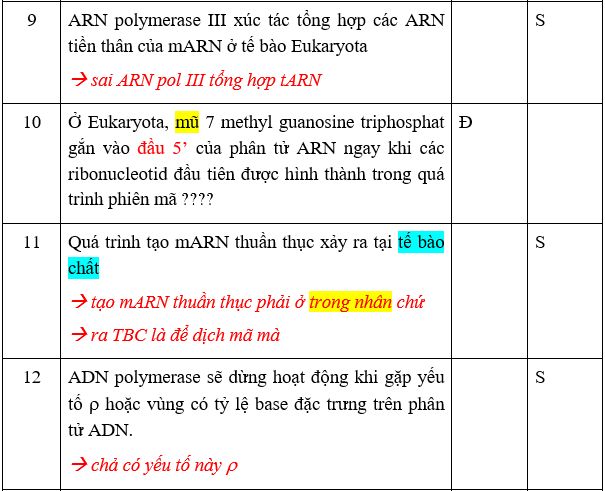 9 ARN polymerase III xúc tác tổng hợp các ARN S
tiền thân của mARN ở tế bào Eukaryota
→ sai ARN pol III tổng hợp tARN
10 Ở Eukaryota, mũ 7 methyl guanosine triphosphat Đ
gắn vào đầu 5’ của phân tử ARN ngay khi các
ribonucleotid đầu tiên được hình thành trong quá
trình phiên mã ????
11 Quá trình tạo mARN thuần thục xảy ra tại tế bào S
chất
→ tạo mARN thuần thục phải ở trong nhân chứ
→ ra TBC là để dịch mã mà
12 ADN polymerase sẽ dừng hoạt động khi gặp yếu S
tố ρ hoặc vùng có tỷ lệ base đặc trưng trên phân
tử ADN.
→ chả có yếu tố này ρ